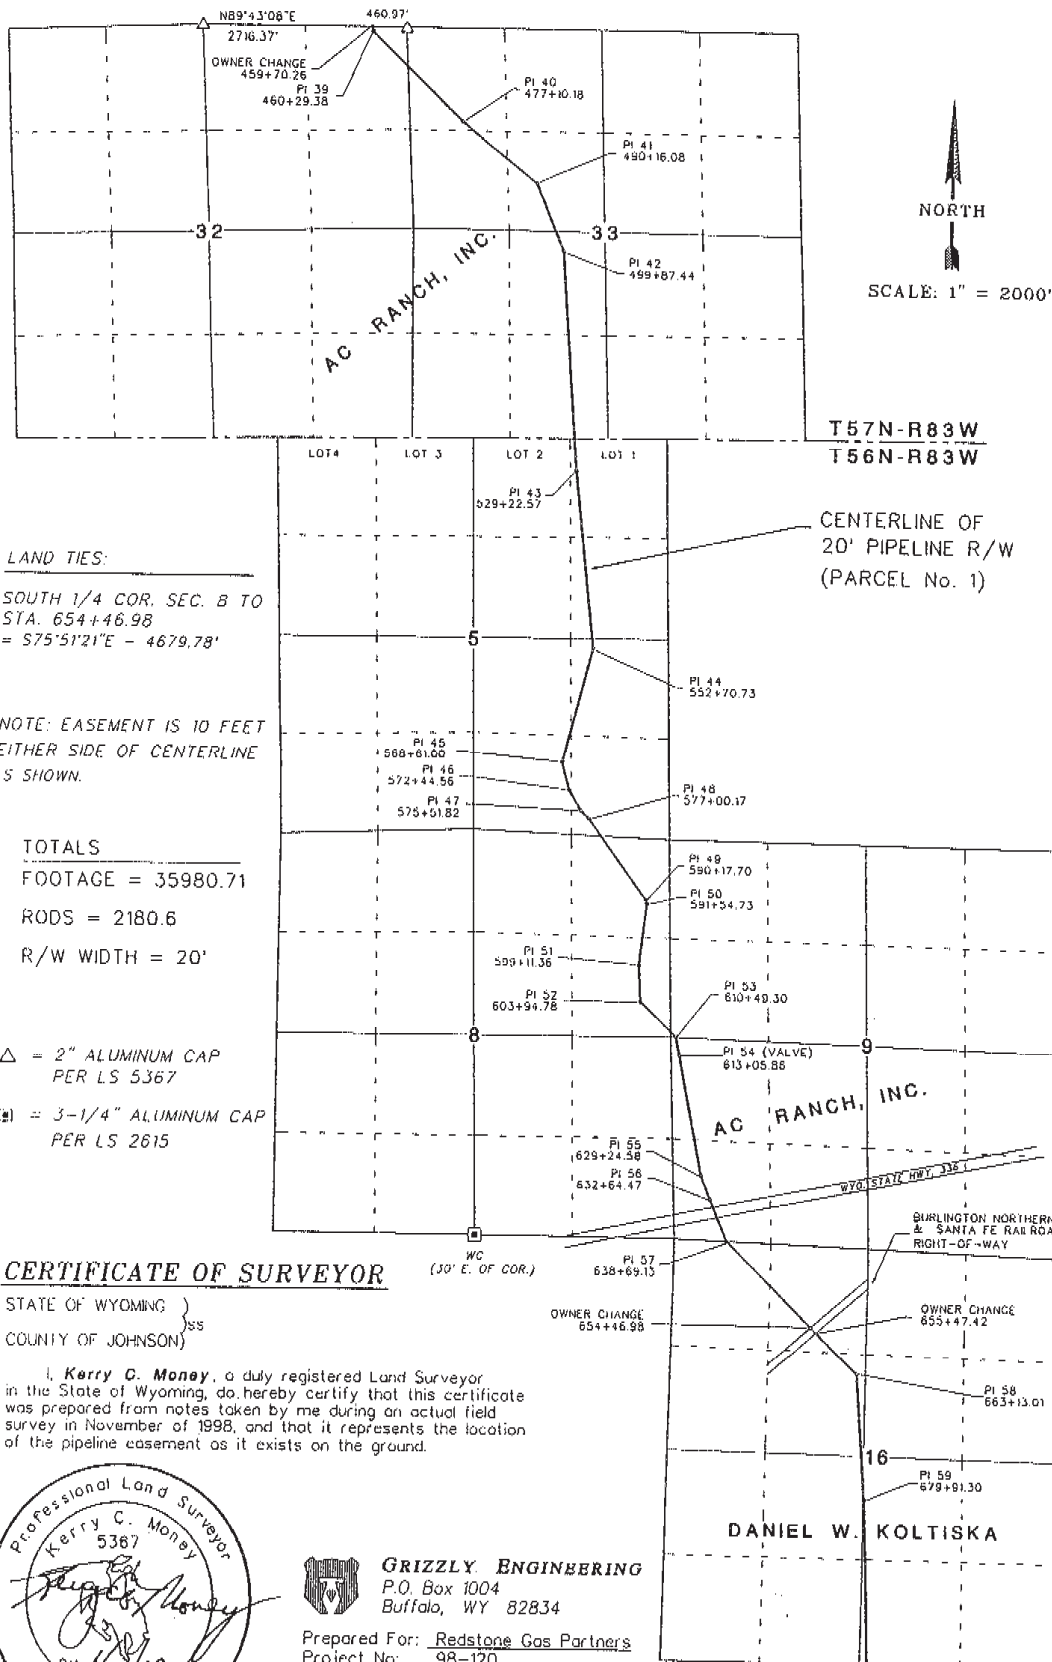 N89°43'08"E
460.97'
2716.37'
OWNER CHANGE
459+70.26
PI 39
460+29.38
PI 40
477+10.18
PI 41
490+16.08
NORTH
SCALE: 1" = 2000'
32
33
AC RANCH, INC.
PI 42
499+87.44
T57N-R83W
T56N-R83W
LOT 4
LOT 3
LOT 2
LOT 1
PI 43
529+22.57
CENTERLINE OF
20' PIPELINE R/W
(PARCEL No. 1)
LAND TIES:
SOUTH 1/4 COR. SEC. 8 TO
STA. 654+46.98
= S75°51'21"E - 4679.78'
5
PI 44
552+70.73
NOTE: EASEMENT IS 10 FEET
EITHER SIDE OF CENTERLINE
S SHOWN.
PI 45
568+61.00
PI 46
572+44.56
PI 47
575+51.82
PI 48
577+00.17
TOTALS
FOOTAGE = 35980.71
RODS = 2180.6
R/W WIDTH = 20'
PI 49
590+17.70
PI 50
591+54.73
PI 51
599+11.36
PI 52
603+94.78
PI 53
610+49.30
8
9
PI 54 (VALVE)
613+05.86
△ = 2" ALUMINUM CAP
PER LS 5367
= 3-1/4" ALUMINUM CAP
PER LS 2615
AC RANCH, INC.
PI 55
629+24.58
PI 56
632+64.47
WYO. STATE HWY. 336
BURLINGTON NORTHERN
& SANTA FE RAILROA
RIGHT-OF-WAY
WC
(30' E. OF COR.)
PI 57
638+69.13
OWNER CHANGE
654+46.98
OWNER CHANGE
655+47.42
PI 58
663+13.01
16
PI 59
679+91.30
DANIEL W. KOLTISKA
CERTIFICATE OF SURVEYOR
STATE OF WYOMING )
)ss
COUNTY OF JOHNSON)
I, Kerry C. Money, a duly registered Land Surveyor
in the State of Wyoming, do hereby certify that this certificate
was prepared from notes taken by me during an actual field
survey in November of 1998, and that it represents the location
of the pipeline easement as it exists on the ground.
Professional Land Surveyor
Kerry C. Money
5367
GRIZZLY ENGINEERING
P.O. Box 1004
Buffalo, WY 82834
Prepared For: Redstone Gas Partners
Project No: 98-120